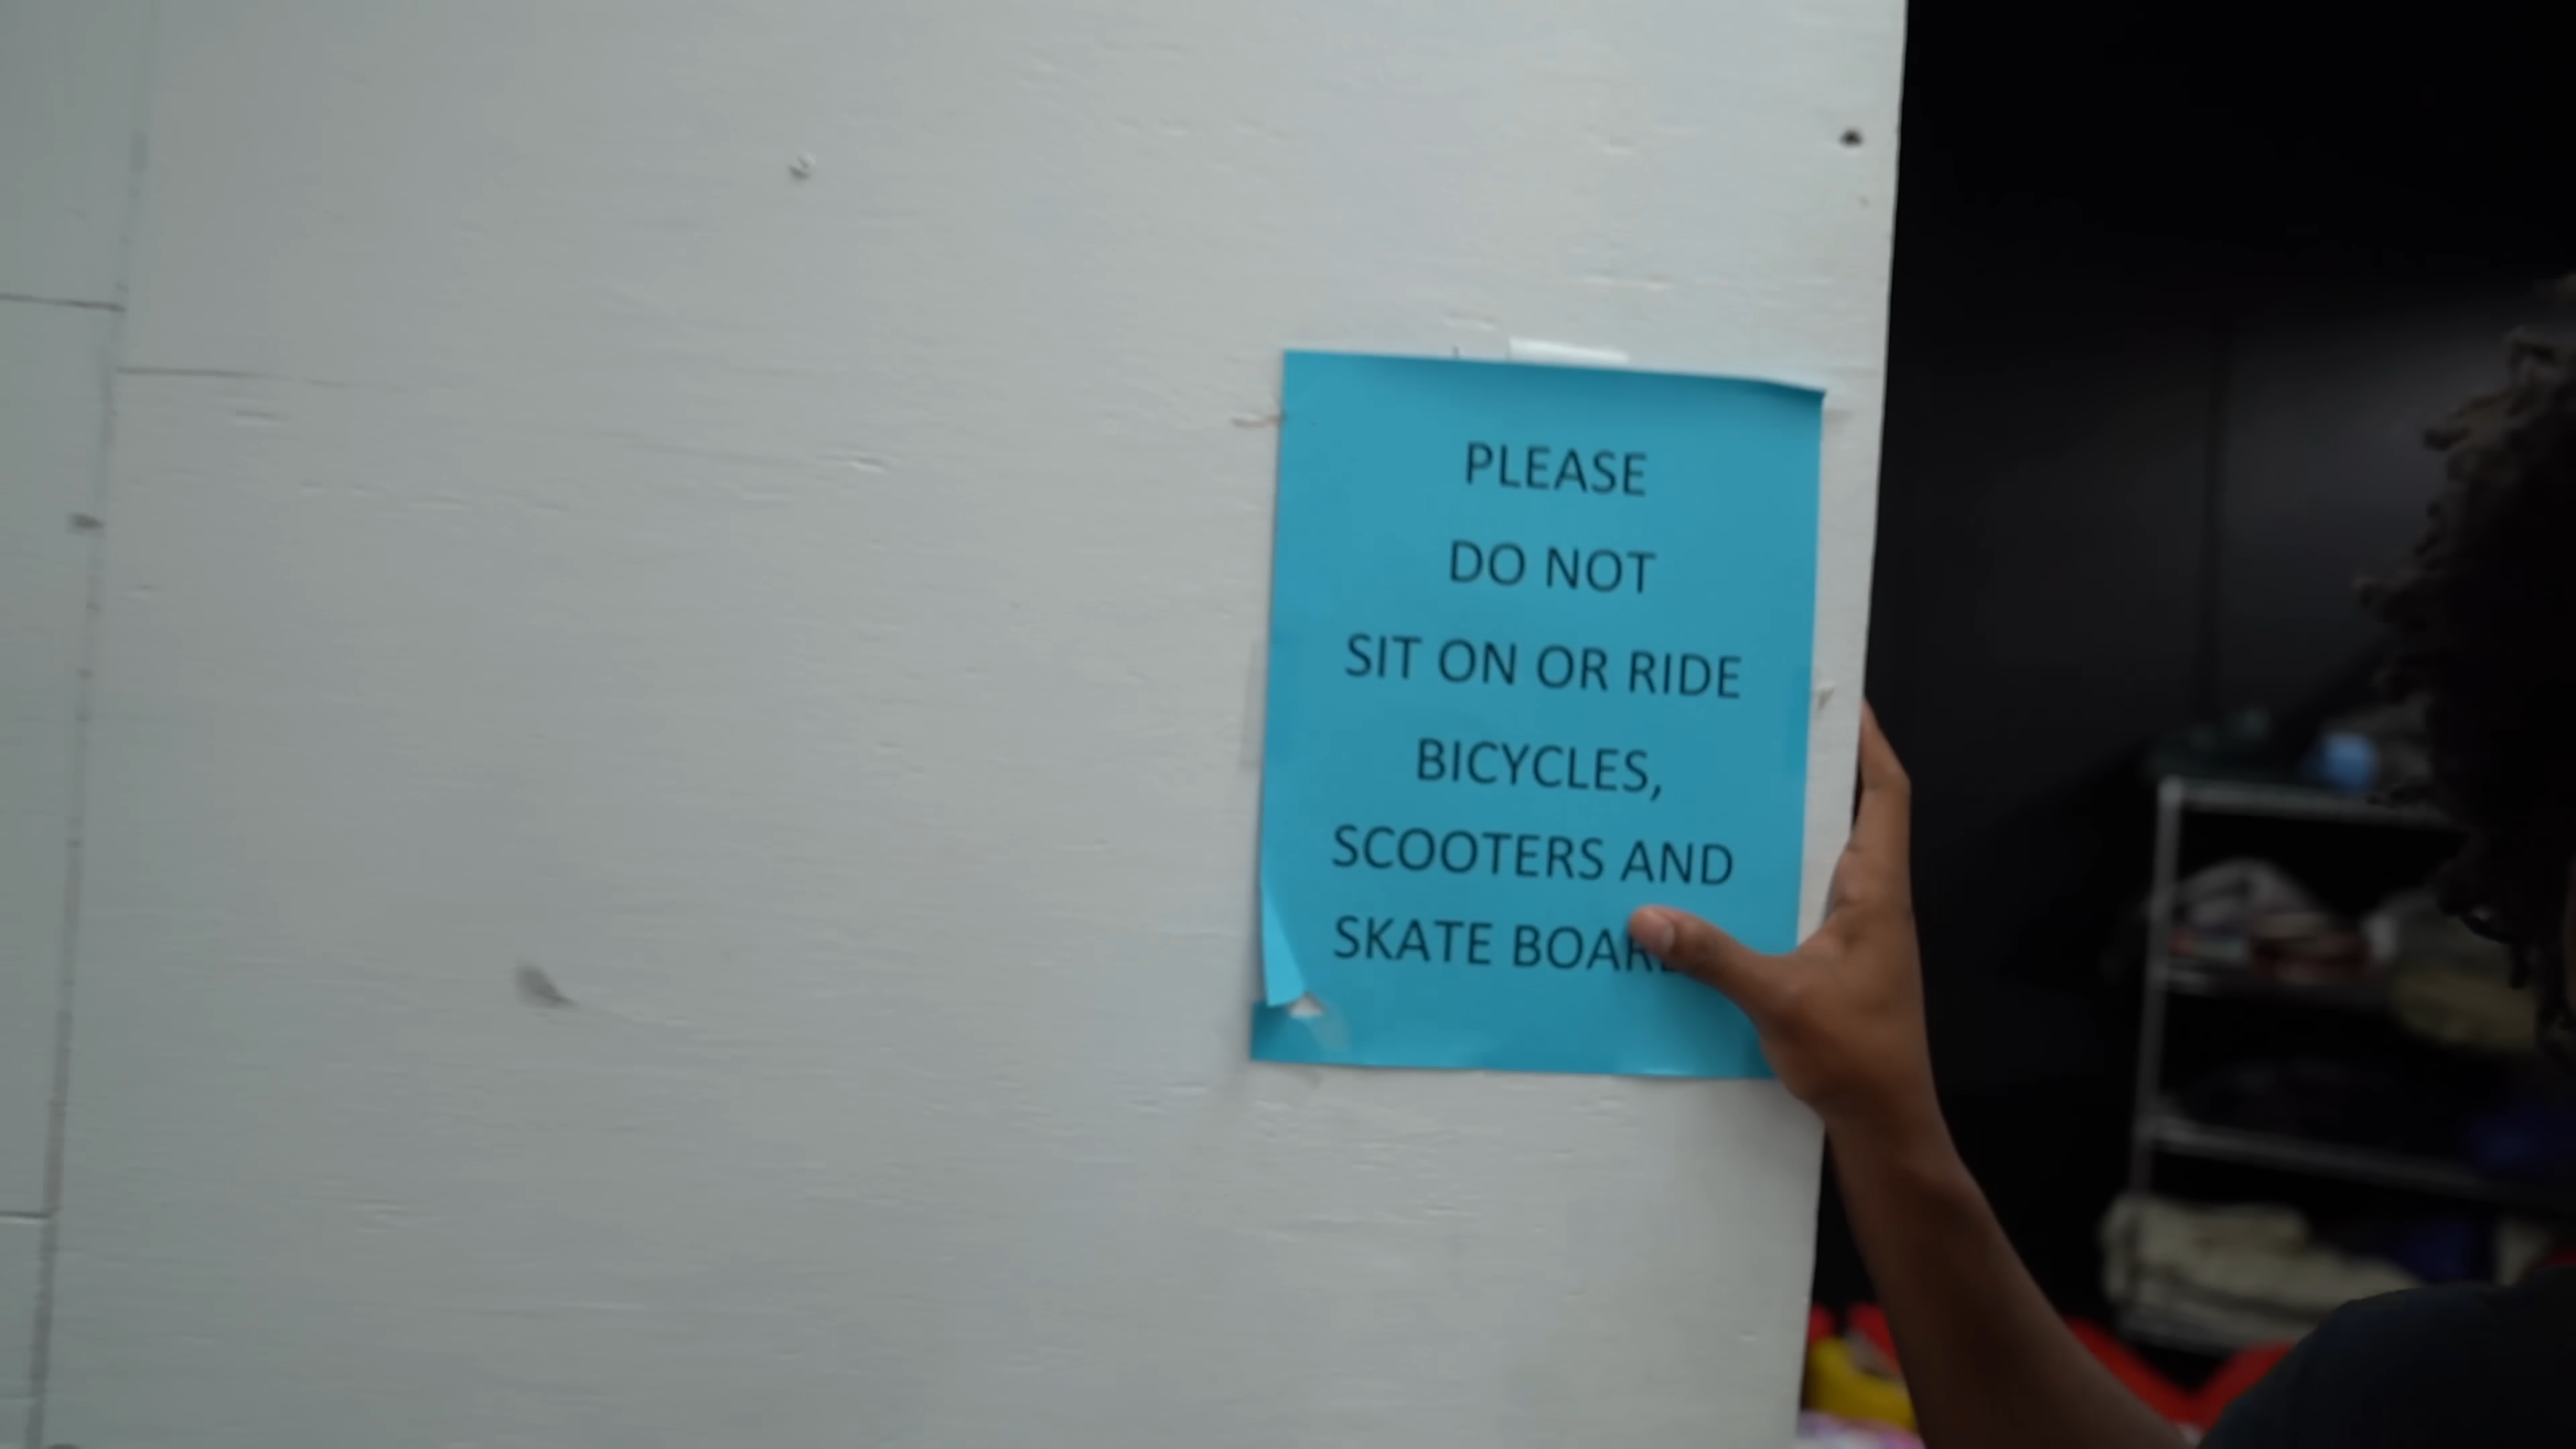 PLEASE
DO NOT
SIT ON OR RIDE
BICYCLES,
SCOOTERS AND
SKATE